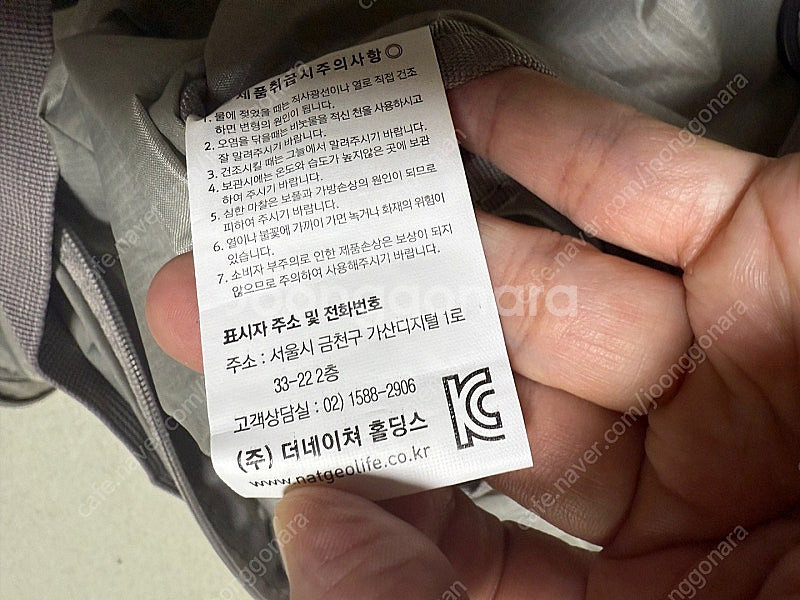 제품취급시주의사항◎
1. 물에 젖었을 때는 직사광선이나 열로 직접 건조
하면 변형의 원인이 됩니다.
2. 오염을 닦을때는 비눗물을 적신 천을 사용하시고
잘 말려주시기 바랍니다.
3. 건조시킬 때는 그늘에서 말려주시기 바랍니다.
4. 보관시에는 온도와 습도가 높지않은 곳에 보관
하여 주시기 바랍니다.
5. 심한 마찰은 보풀과 가방손상의 원인이 되므로
피하여 주시기 바랍니다.
6. 열이나 불꽃에 가까이 가면 녹거나 화재의 위험이
있습니다.
7. 소비자 부주의로 인한 제품손상은 보상이 되지
않으므로 주의하여 사용해주시기 바랍니다.
표시자 주소 및 전화번호
주소 : 서울시 금천구 가산디지털 1로
33-22 2층
고객상담실 : 02) 1588-2906
(주) 더네이쳐 홀딩스
www.natgeolife.co.kr
joonggonara
cafe.naver.com/joonggonara